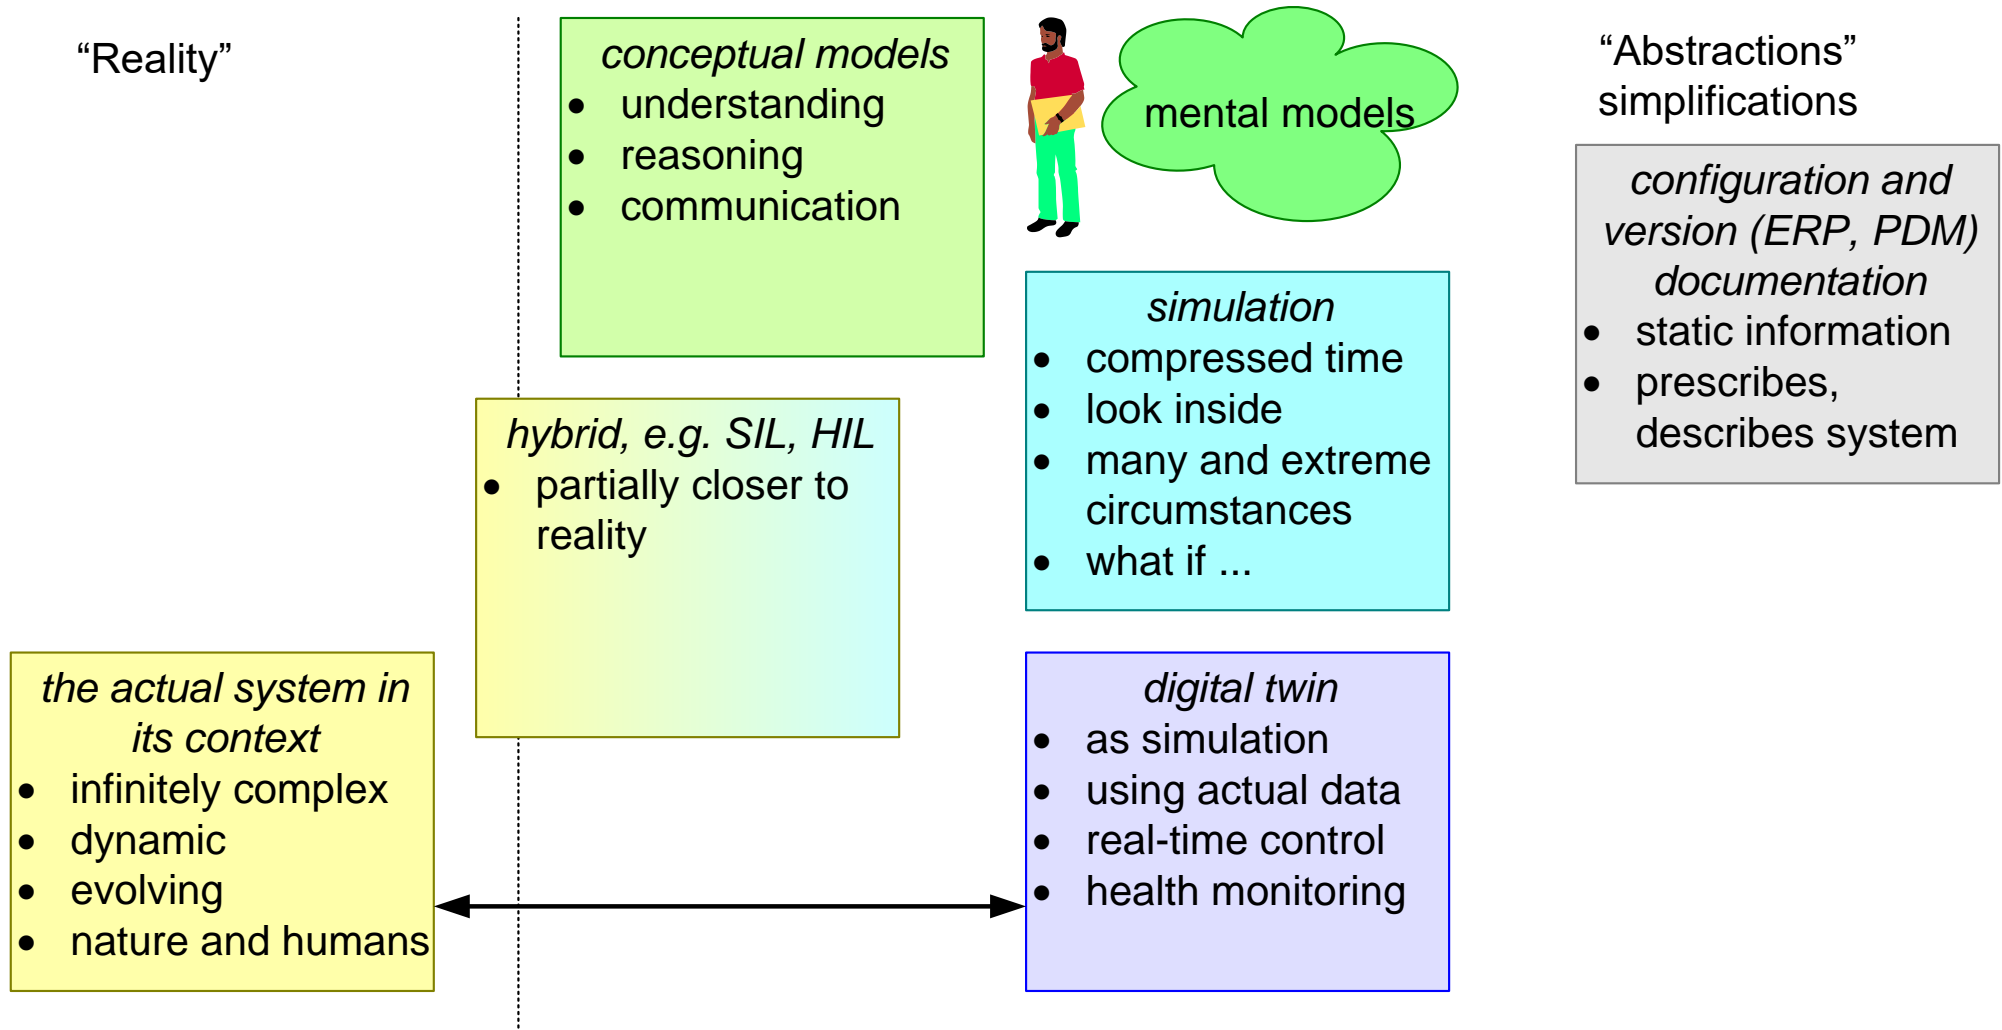 “Reality”
conceptual models
• understanding
• reasoning
• communication
mental models
“Abstractions”
simplifications
configuration and
version (ERP, PDM)
documentation
• static information
• prescribes,
describes system
simulation
• compressed time
• look inside
• many and extreme
circumstances
• what if ...
hybrid, e.g. SIL, HIL
• partially closer to
reality
the actual system in
its context
• infinitely complex
• dynamic
• evolving
• nature and humans
digital twin
• as simulation
• using actual data
• real-time control
• health monitoring